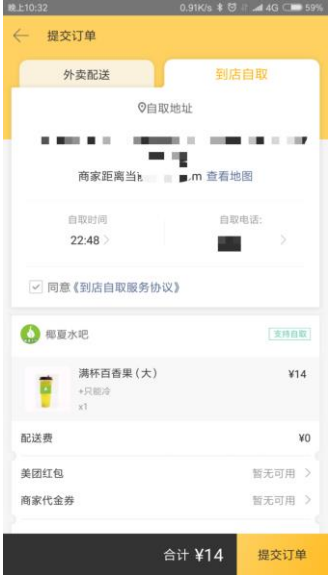 晚上10:32 0.91K/s 4G 59%
提交订单
外卖配送 到店自取
自取地址
商家距离当 m 查看地图
自取时间 自取电话:
22:48
同意《到店自取服务协议》
椰夏水吧 支持自取
满杯百香果(大) ¥14
+只能冷
x1
配送费 ¥0
美团红包 暂无可用
商家代金券 暂无可用
合计 ¥14 提交订单